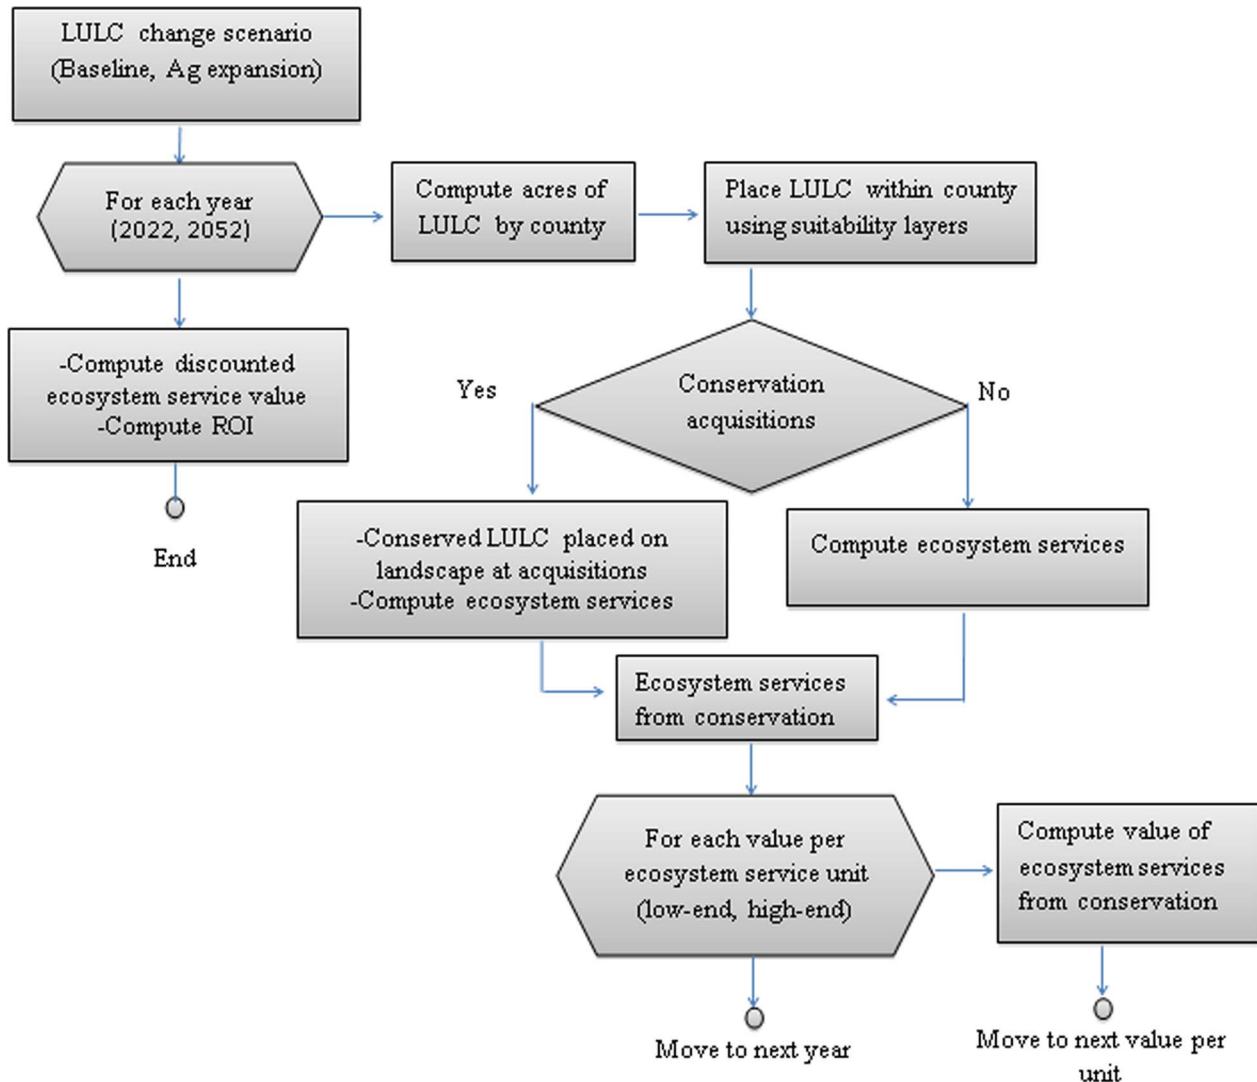 LULC change scenario
(Baseline, Ag expansion)
For each year
(2022, 2052)
Compute acres of
LULC by county
Place LULC within county
using suitability layers
-Compute discounted
ecosystem service value
-Compute ROI
End
Yes
Conservation
acquisitions
No
-Conserved LULC placed on
landscape at acquisitions
-Compute ecosystem services
Compute ecosystem services
Ecosystem services
from conservation
For each value per
ecosystem service unit
(low-end, high-end)
Compute value of
ecosystem services
from conservation
Move to next year
Move to next value per
unit